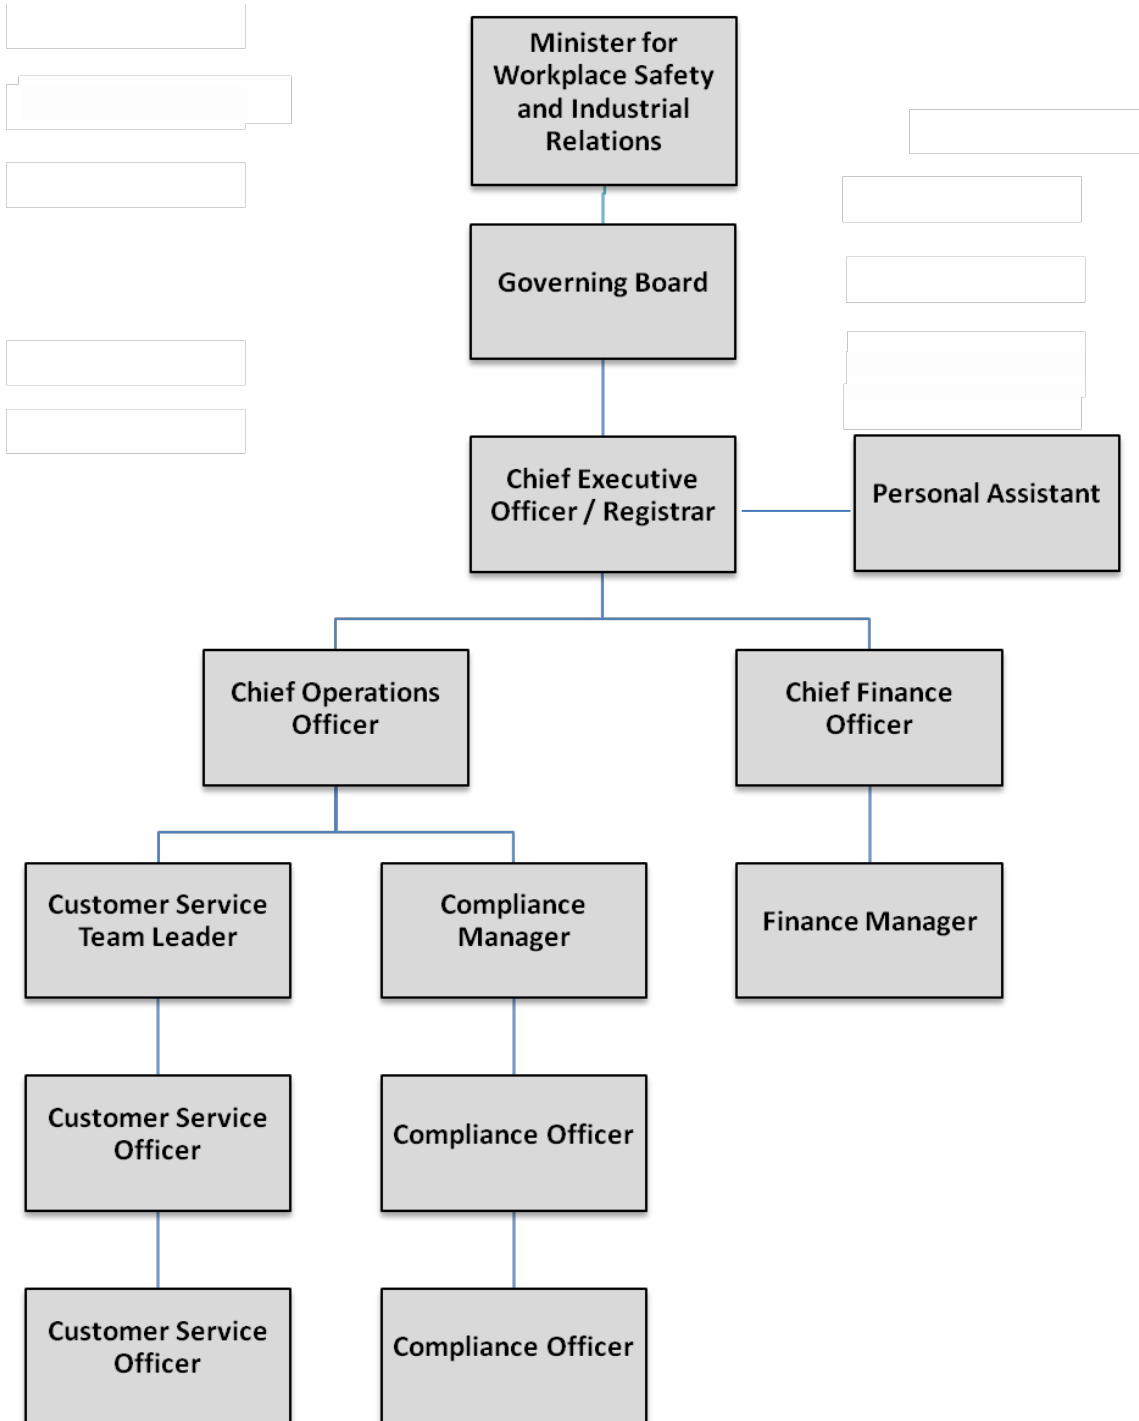 Minister for
Workplace Safety
and Industrial
Relations
Governing Board
Chief Executive
Officer / Registrar
Personal Assistant
Chief Operations
Officer
Chief Finance
Officer
Customer Service
Team Leader
Compliance
Manager
Finance Manager
Customer Service
Officer
Compliance Officer
Customer Service
Officer
Compliance Officer